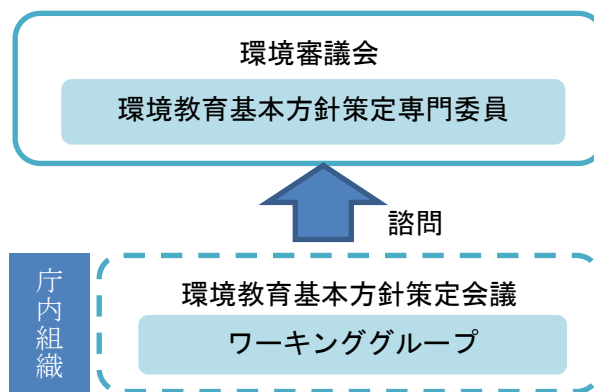 環境審議会
環境教育基本方針策定専門委員
諮問
庁内組織
環境教育基本方針策定会議
ワーキンググループ